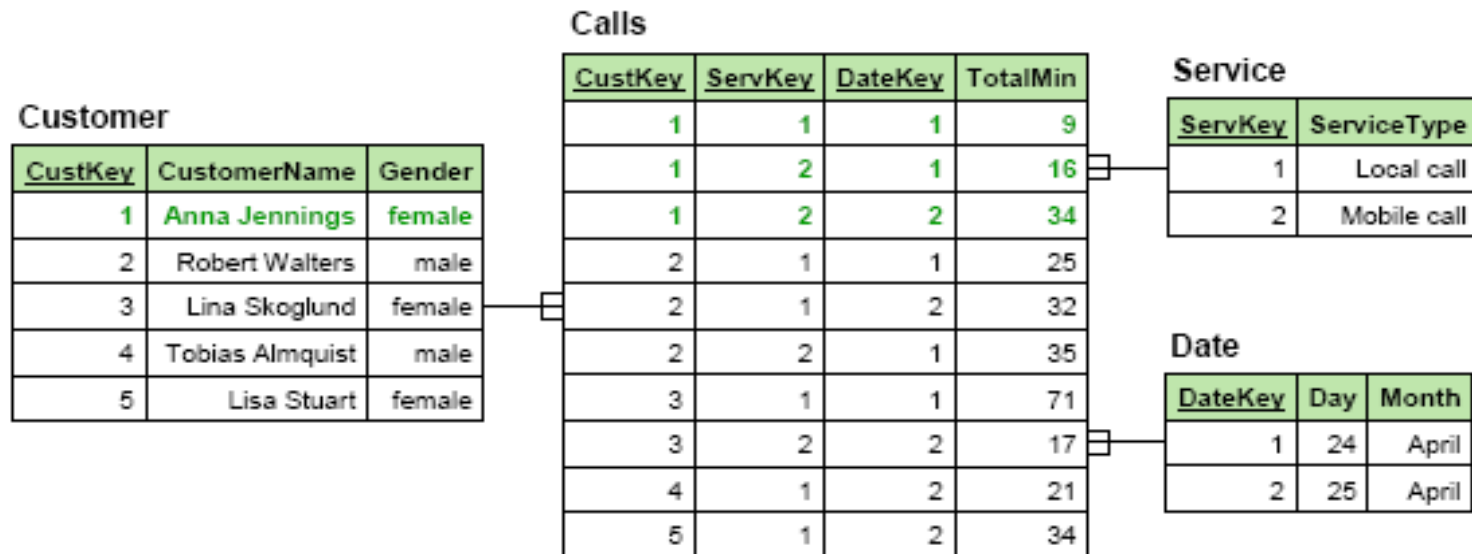 Calls
CustKey ServKey DateKey TotalMin
1 1 1 9
1 2 1 16
1 2 2 34
2 1 1 25
2 1 2 32
2 2 1 35
3 1 1 71
3 2 2 17
4 1 2 21
5 1 2 34
Customer
CustKey CustomerName Gender
1 Anna Jennings female
2 Robert Walters male
3 Lina Skoglund female
4 Tobias Almquist male
5 Lisa Stuart female
Service
ServKey ServiceType
1 Local call
2 Mobile call
Date
DateKey Day Month
1 24 April
2 25 April